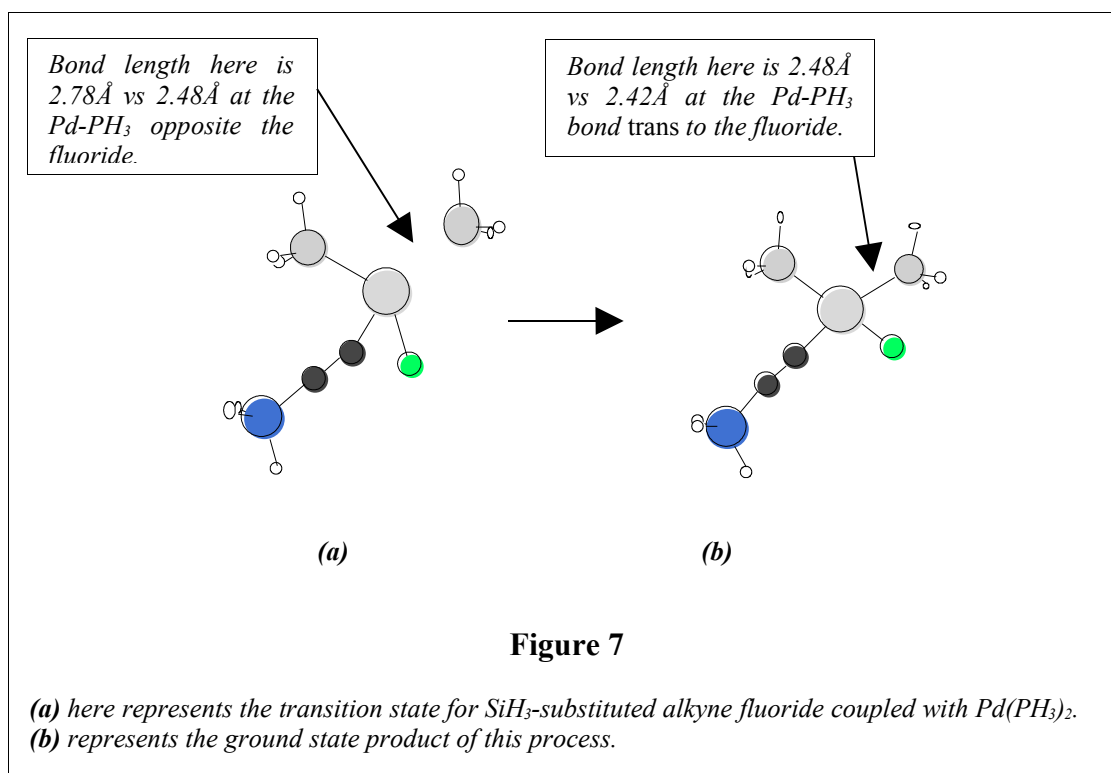 Bond length here is
2.78Å vs 2.48Å at the
Pd-PH₃ opposite the
fluoride.
Bond length here is 2.48Å
vs 2.42Å at the Pd-PH₃
bond trans to the fluoride.
(a)
(b)
Figure 7
(a) here represents the transition state for SiH₃-substituted alkyne fluoride coupled with Pd(PH₃)₂.
(b) represents the ground state product of this process.